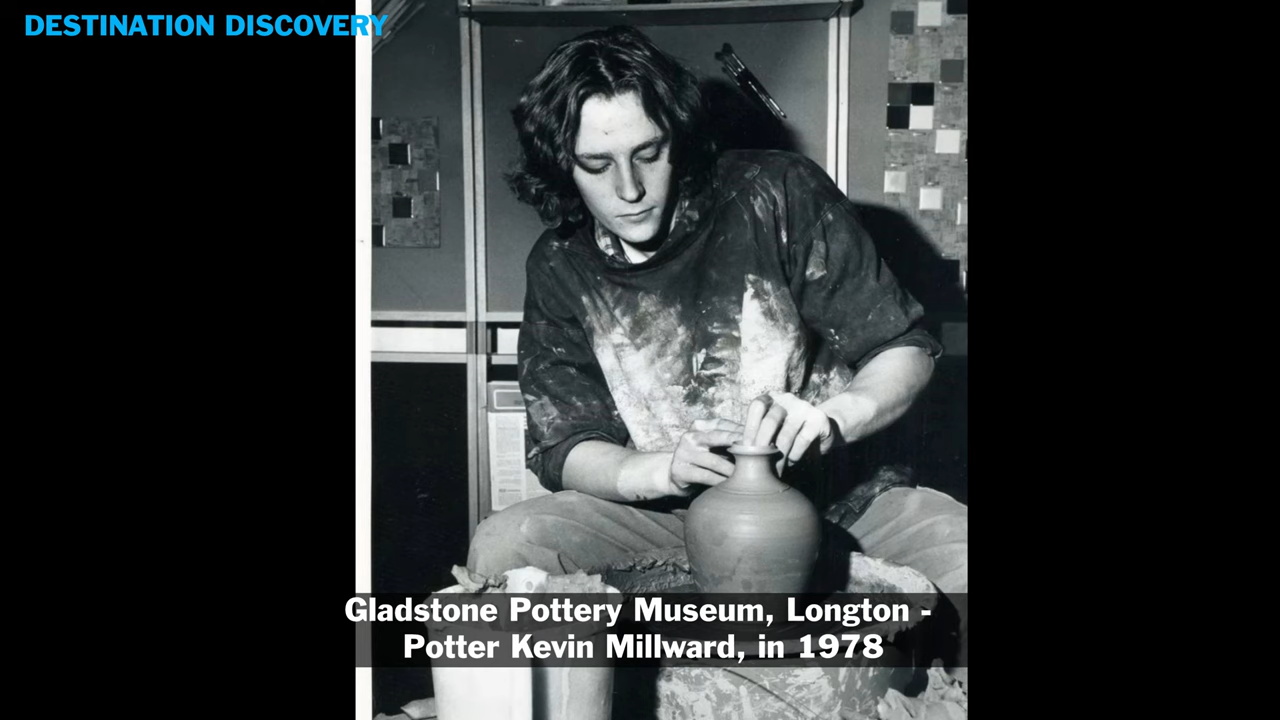 DESTINATION DISCOVERY
Gladstone Pottery Museum, Longton -
Potter Kevin Millward, in 1978